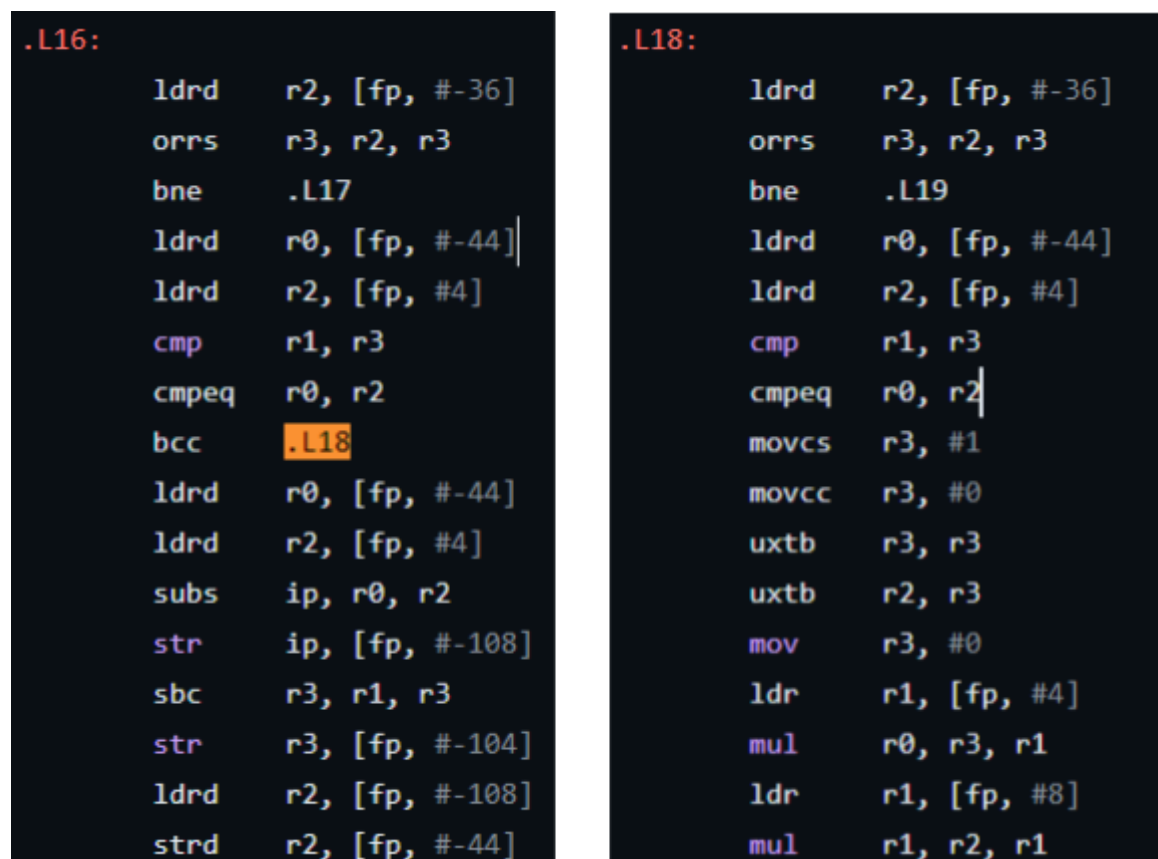 .L16:
ldrd r2, [fp, #-36]
orrs r3, r2, r3
bne .L17
ldrd r0, [fp, #-44]
ldrd r2, [fp, #4]
cmp r1, r3
cmpeq r0, r2
bcc .L18
ldrd r0, [fp, #-44]
ldrd r2, [fp, #4]
subs ip, r0, r2
str ip, [fp, #-108]
sbc r3, r1, r3
str r3, [fp, #-104]
ldrd r2, [fp, #-108]
strd r2, [fp, #-44]
.L18:
ldrd r2, [fp, #-36]
orrs r3, r2, r3
bne .L19
ldrd r0, [fp, #-44]
ldrd r2, [fp, #4]
cmp r1, r3
cmpeq r0, r2
movcs r3, #1
movcc r3, #0
uxtb r3, r3
uxtb r2, r3
mov r3, #0
ldr r1, [fp, #4]
mul r0, r3, r1
ldr r1, [fp, #8]
mul r1, r2, r1